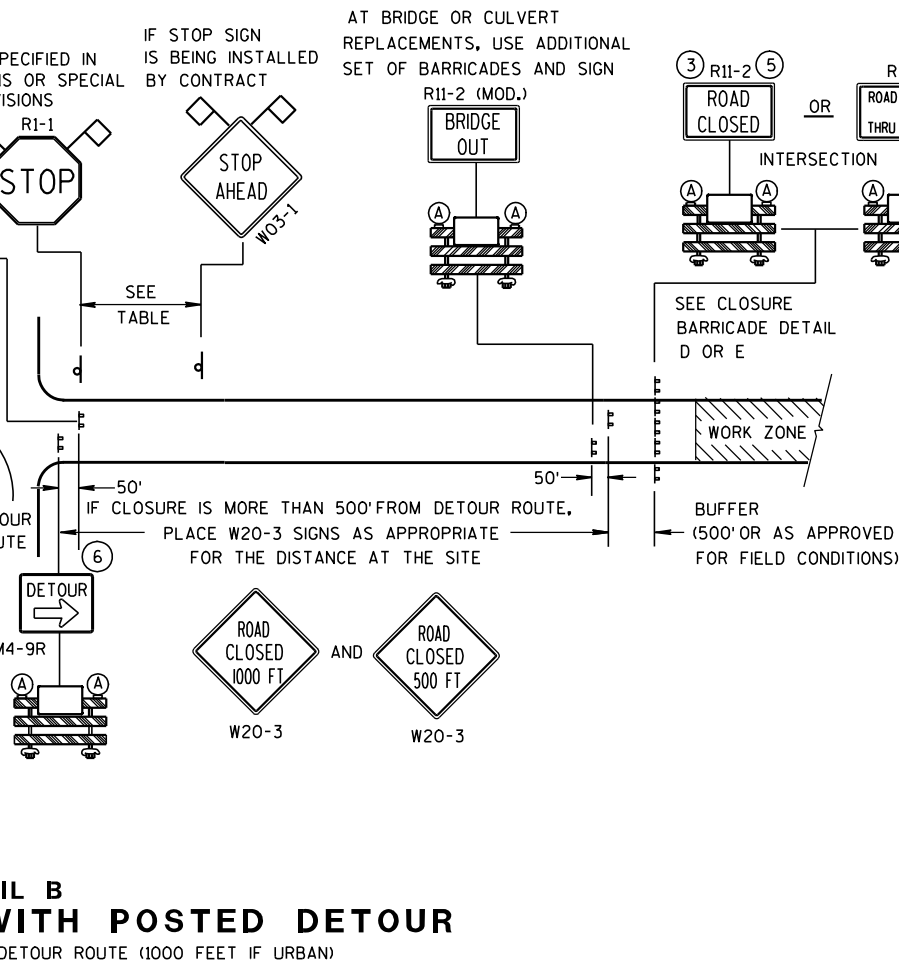 PECIFIED IN
NS OR SPECIAL
VISIONS
R1-1
STOP
IF STOP SIGN
IS BEING INSTALLED
BY CONTRACT
STOP
AHEAD
WO3-1
SEE
TABLE
AT BRIDGE OR CULVERT
REPLACEMENTS, USE ADDITIONAL
SET OF BARRICADES AND SIGN
R11-2 (MOD.)
BRIDGE
OUT
A A
3 R11-2 5
ROAD
CLOSED
OR
R
ROAD
THRU
INTERSECTION
A A A
SEE CLOSURE
BARRICADE DETAIL
D OR E
WORK ZONE
50'
50'
IF CLOSURE IS MORE THAN 500' FROM DETOUR ROUTE,
PLACE W20-3 SIGNS AS APPROPRIATE
FOR THE DISTANCE AT THE SITE
BUFFER
(500' OR AS APPROVED
FOR FIELD CONDITIONS)
OUR
UTE
6
DETOUR
M4-9R
A A
ROAD
CLOSED
1000 FT
W20-3
AND
ROAD
CLOSED
500 FT
W20-3
IL B
WITH POSTED DETOUR
DETOUR ROUTE (1000 FEET IF URBAN)